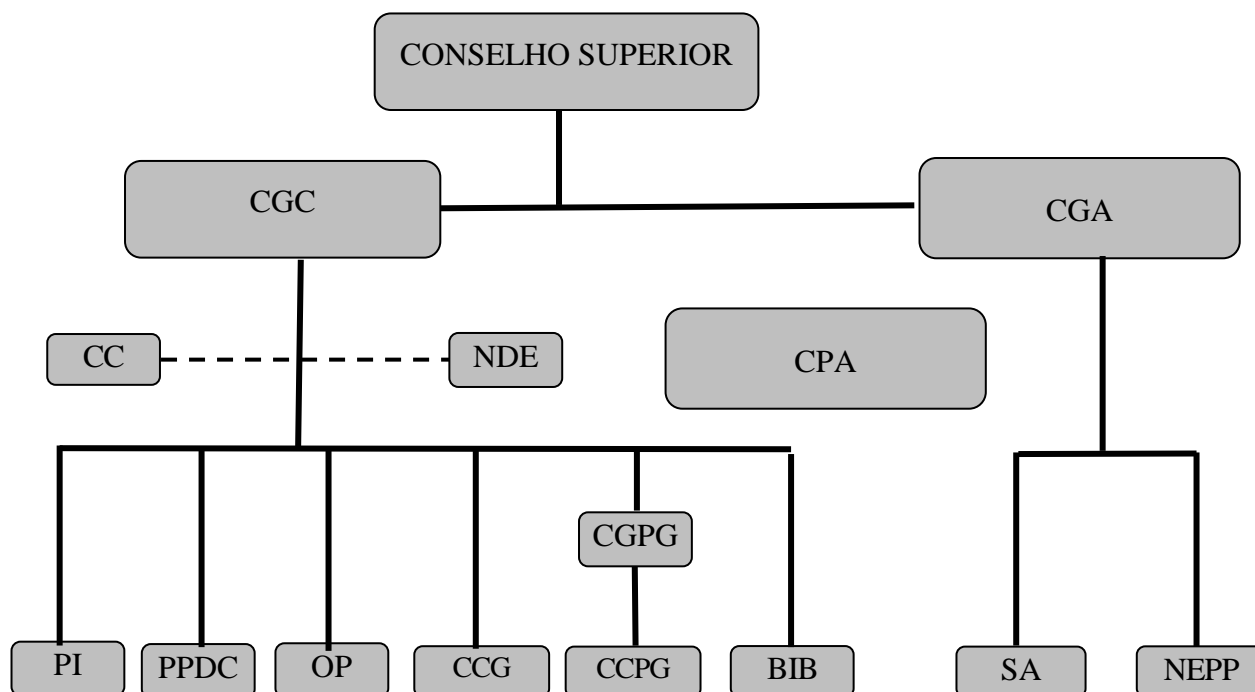 CONSELHO SUPERIOR
CGC
CGA
CC
NDE
CPA
CGPG
PI
PPDC
OP
CCG
CCPG
BIB
SA
NEPP